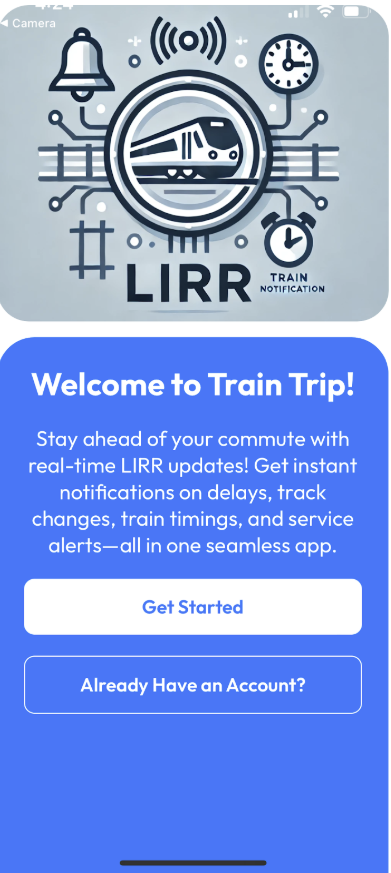 4:24
◀ Camera
LIRR
TRAIN
NOTIFICATION
Welcome to Train Trip!
Stay ahead of your commute with
real-time LIRR updates! Get instant
notifications on delays, track
changes, train timings, and service
alerts—all in one seamless app.
Get Started
Already Have an Account?